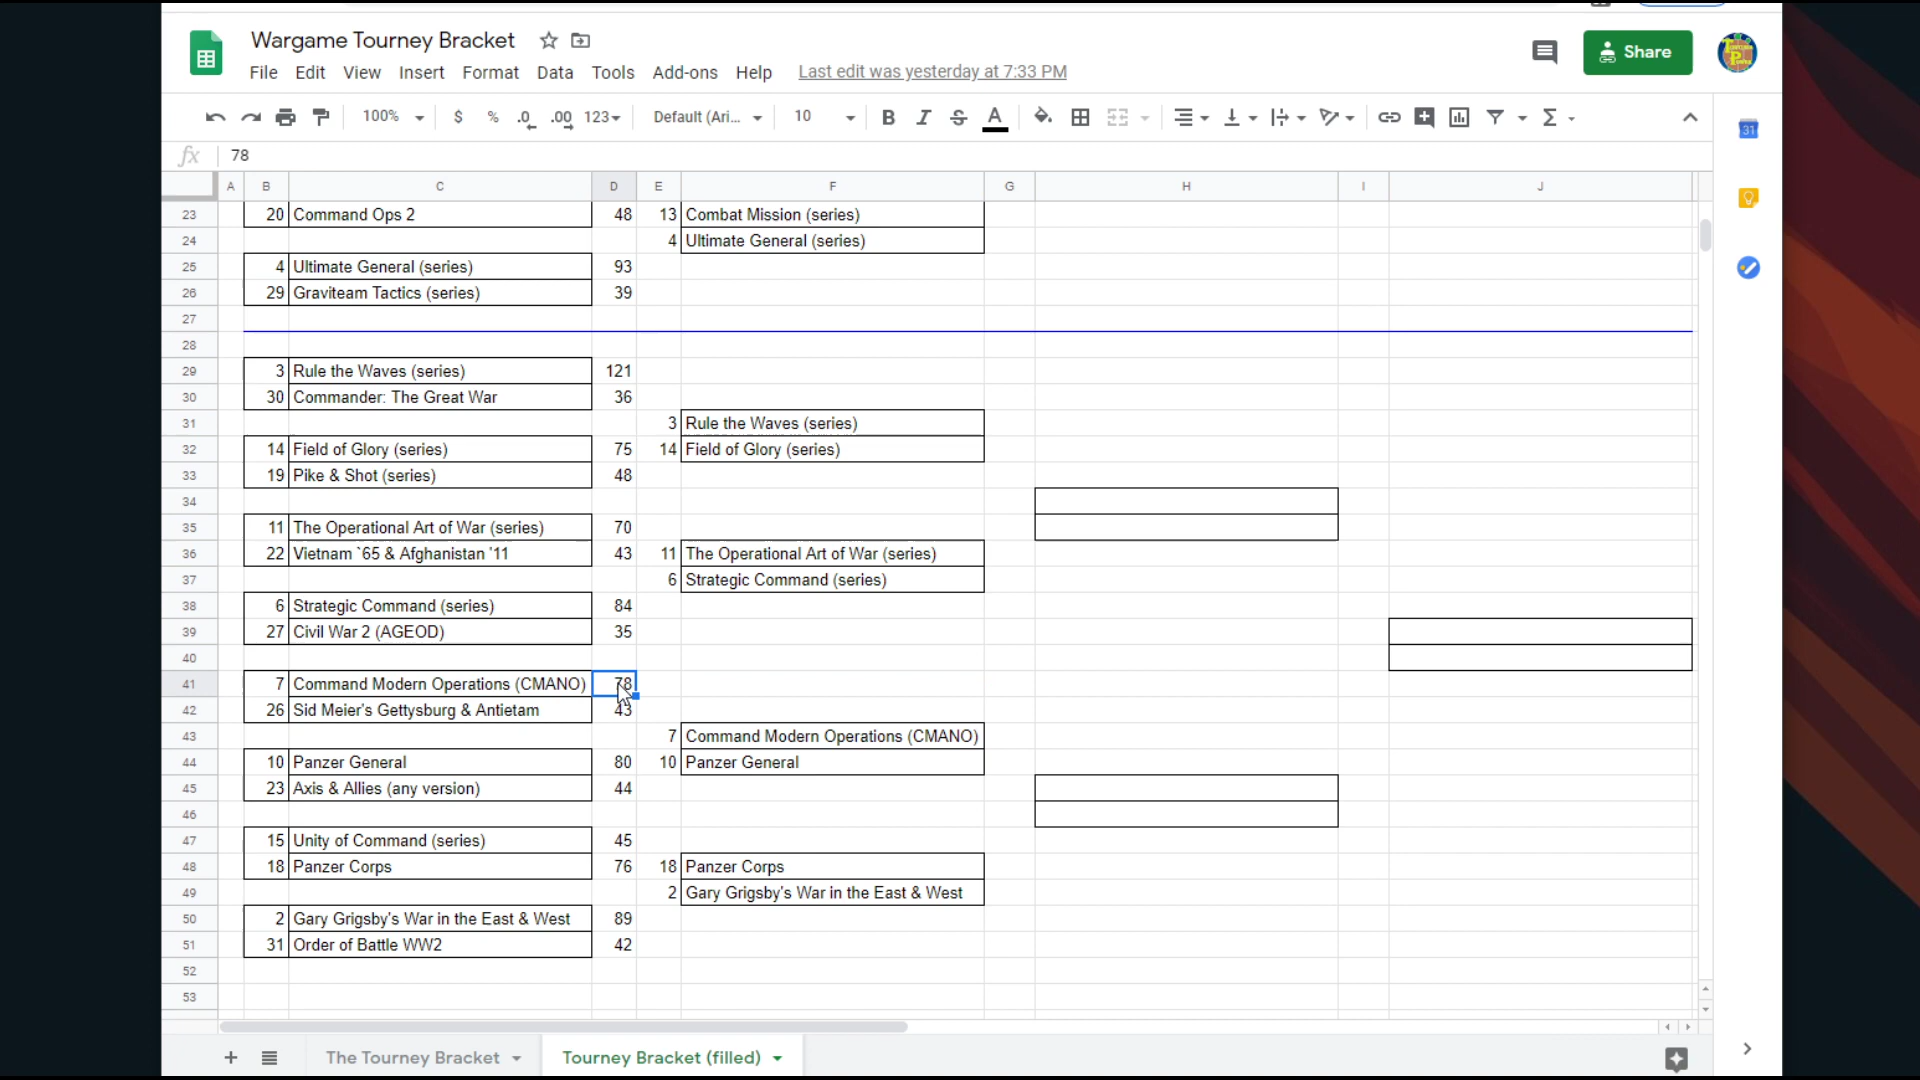 Wargame Tourney Bracket
File Edit View Insert Format Data Tools Add-ons Help Last edit was yesterday at 7:33 PM
Share
100% $ % .0 .00 123 Default (Ari... 10 B I S A
31
fx 78
A B C D E F G H I J
23 20 Command Ops 2 48 13 Combat Mission (series)
24 4 Ultimate General (series)
25 4 Ultimate General (series) 93
26 29 Graviteam Tactics (series) 39
27
28
29 3 Rule the Waves (series) 121
30 30 Commander: The Great War 36
31 3 Rule the Waves (series)
32 14 Field of Glory (series) 75 14 Field of Glory (series)
33 19 Pike & Shot (series) 48
34
35 11 The Operational Art of War (series) 70
36 22 Vietnam `65 & Afghanistan '11 43 11 The Operational Art of War (series)
37 6 Strategic Command (series)
38 6 Strategic Command (series) 84
39 27 Civil War 2 (AGEOD) 35
40
41 7 Command Modern Operations (CMANO) 78
42 26 Sid Meier's Gettysburg & Antietam 43
43 7 Command Modern Operations (CMANO)
44 10 Panzer General 80 10 Panzer General
45 23 Axis & Allies (any version) 44
46
47 15 Unity of Command (series) 45
48 18 Panzer Corps 76 18 Panzer Corps
49 2 Gary Grigsby's War in the East & West
50 2 Gary Grigsby's War in the East & West 89
51 31 Order of Battle WW2 42
52
53
The Tourney Bracket Tourney Bracket (filled)